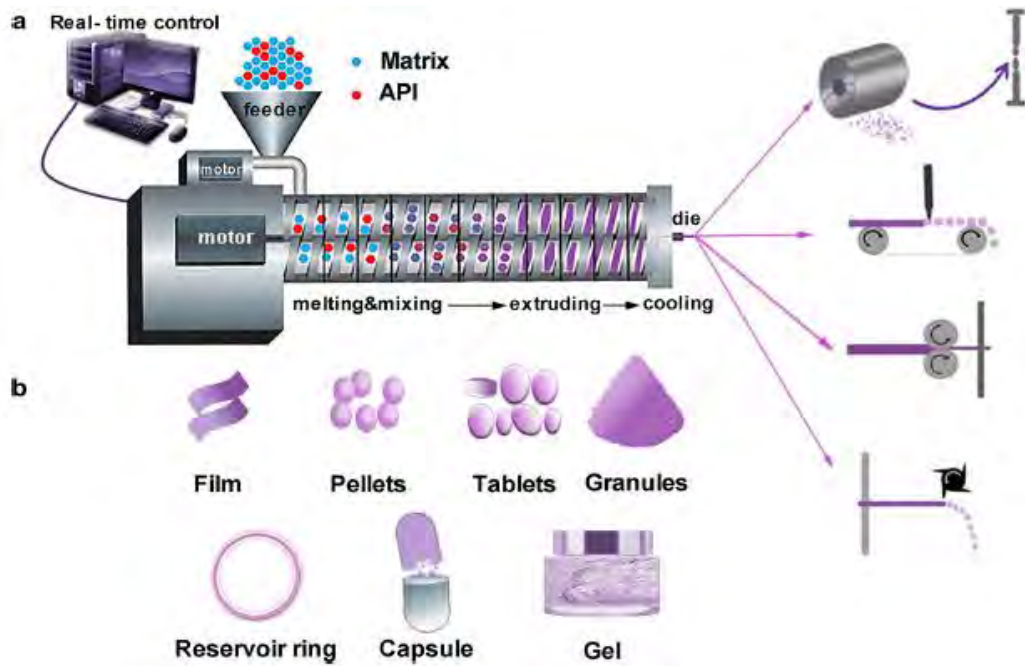 a
Real- time control
Matrix
API
feeder
motor
motor
die
melting&mixing
extruding
cooling
b
Film
Pellets
Tablets
Granules
Reservoir ring
Capsule
Gel